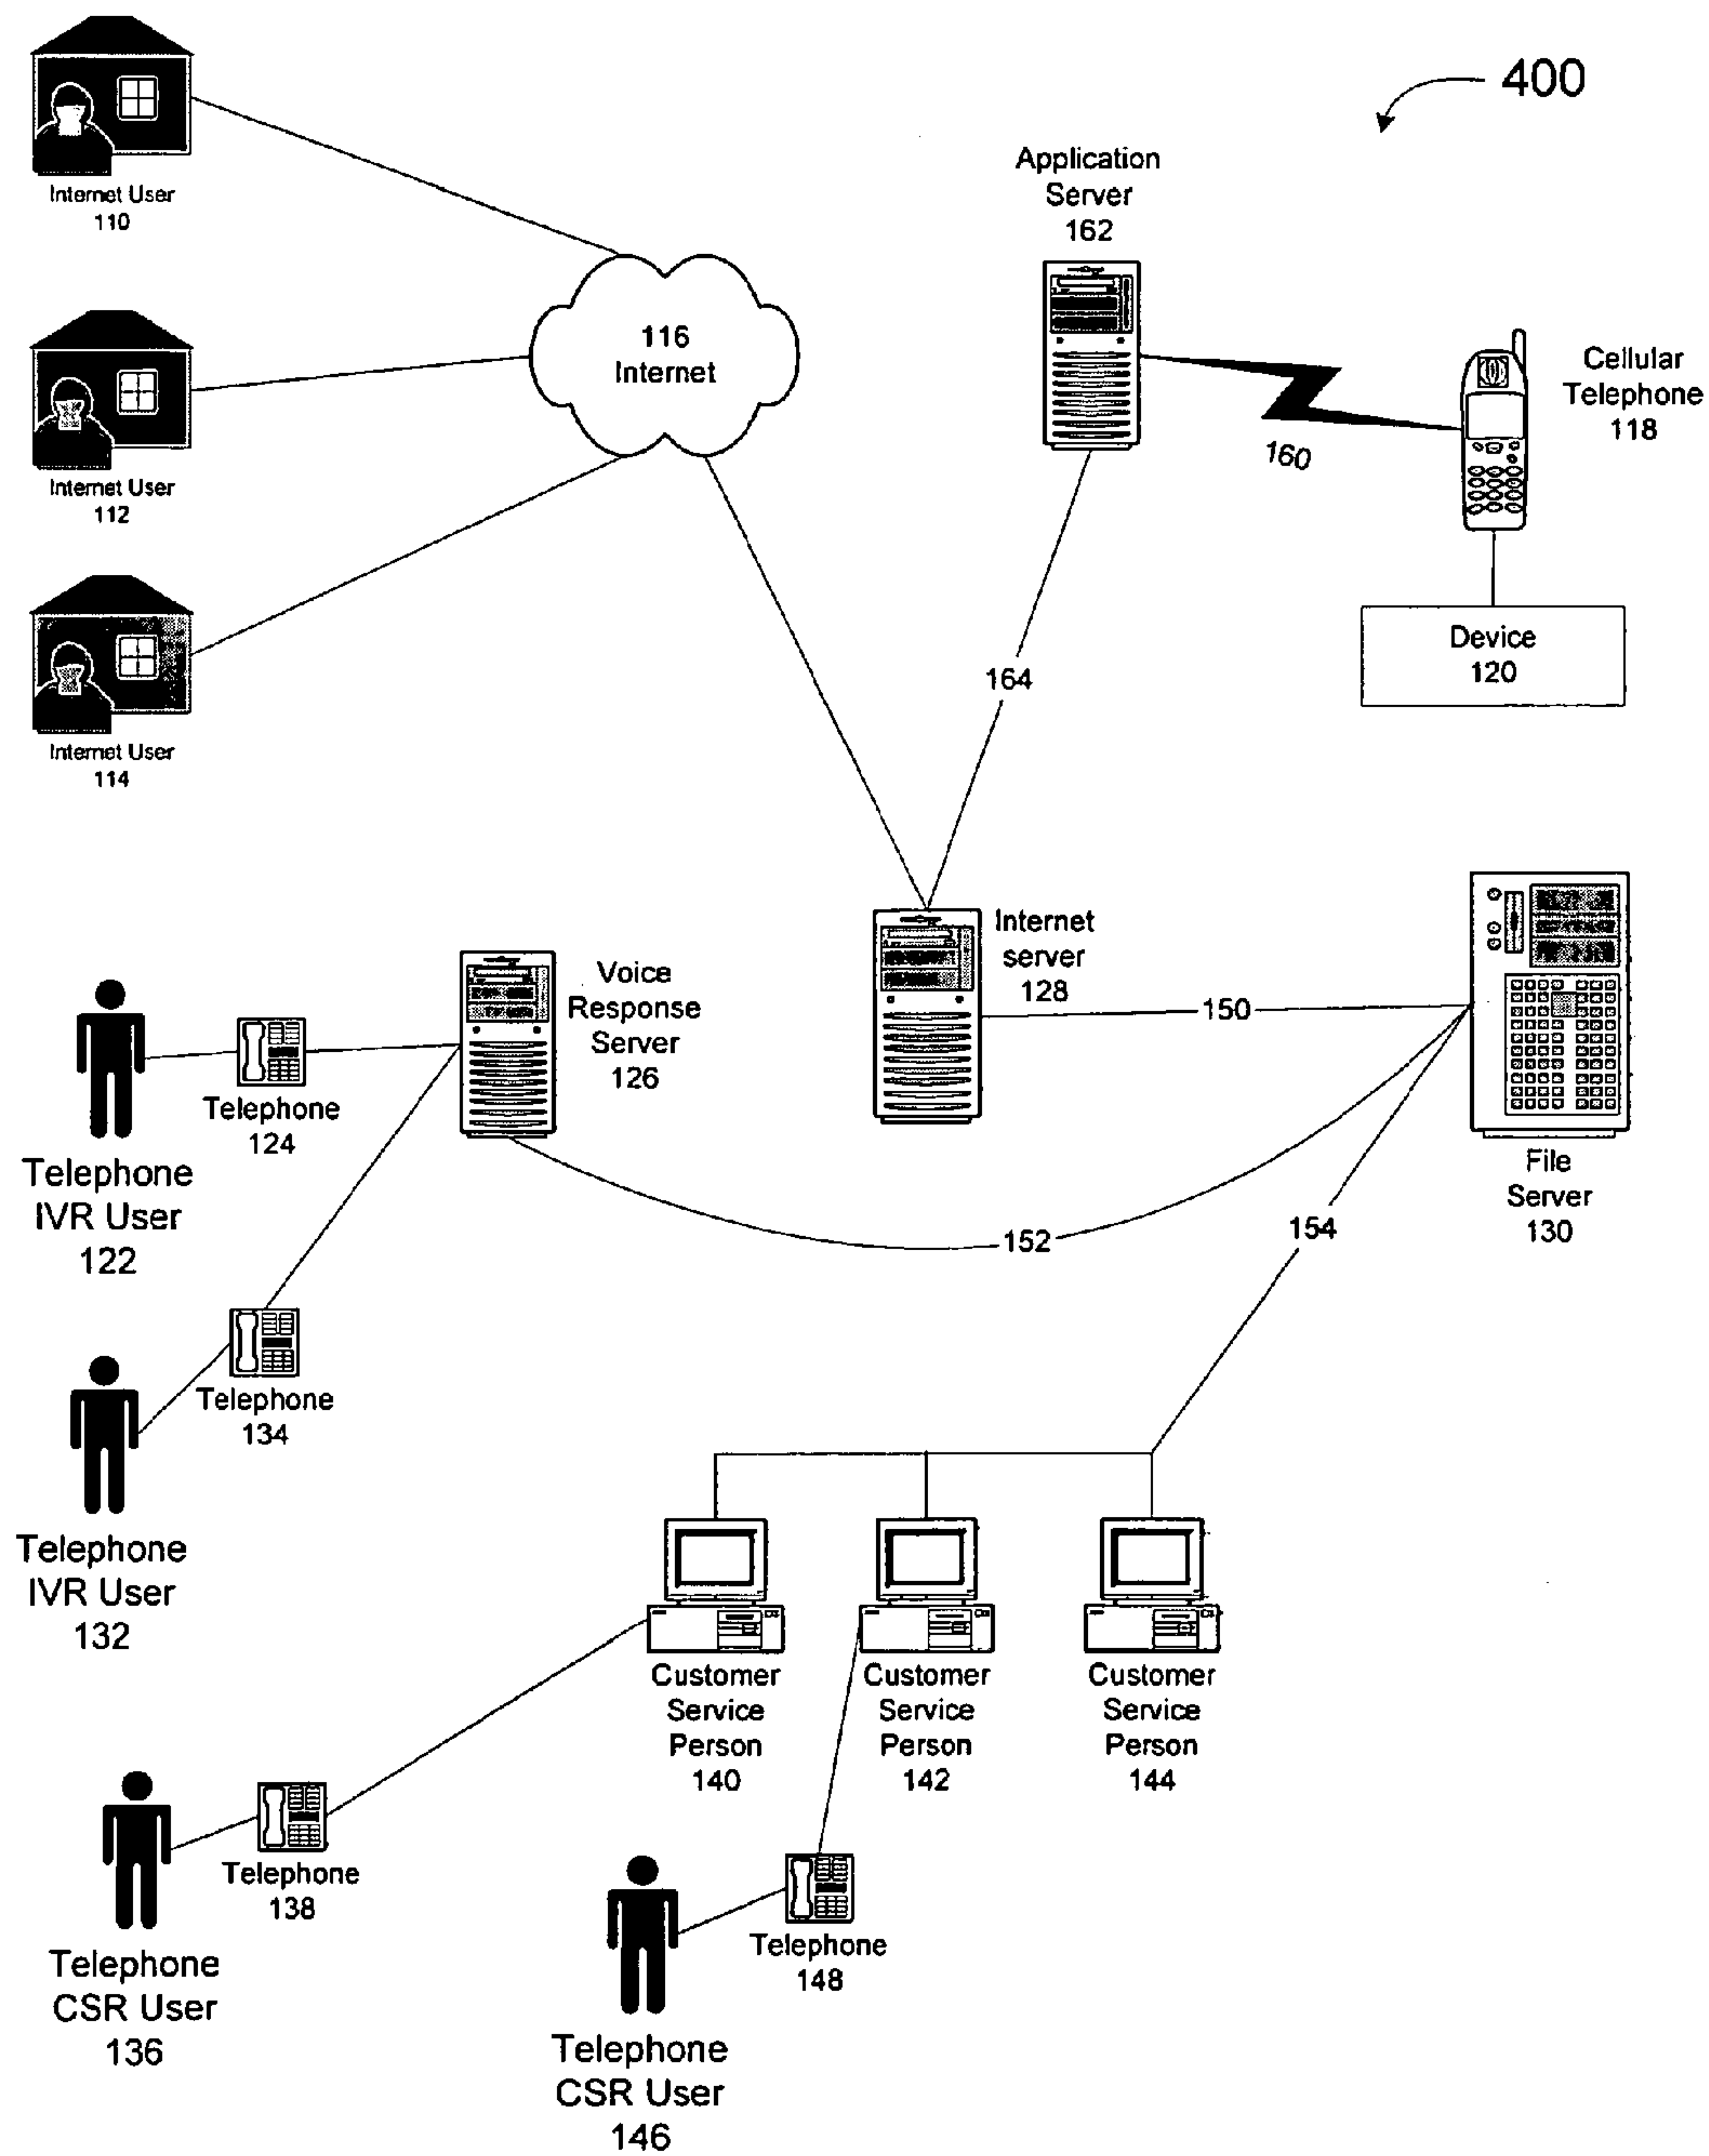 400
Internet User
110
Application
Server
162
116
Internet
Cellular
Telephone
118
160
Internet User
112
Device
120
164
Internet User
114
Internet
server
128
Voice
Response
Server
126
150
Telephone
124
Telephone
IVR User
122
File
Server
130
152
154
Telephone
134
Telephone
IVR User
132
Customer
Service
Person
140
Customer
Service
Person
142
Customer
Service
Person
144
Telephone
138
Telephone
CSR User
136
Telephone
148
Telephone
CSR User
146